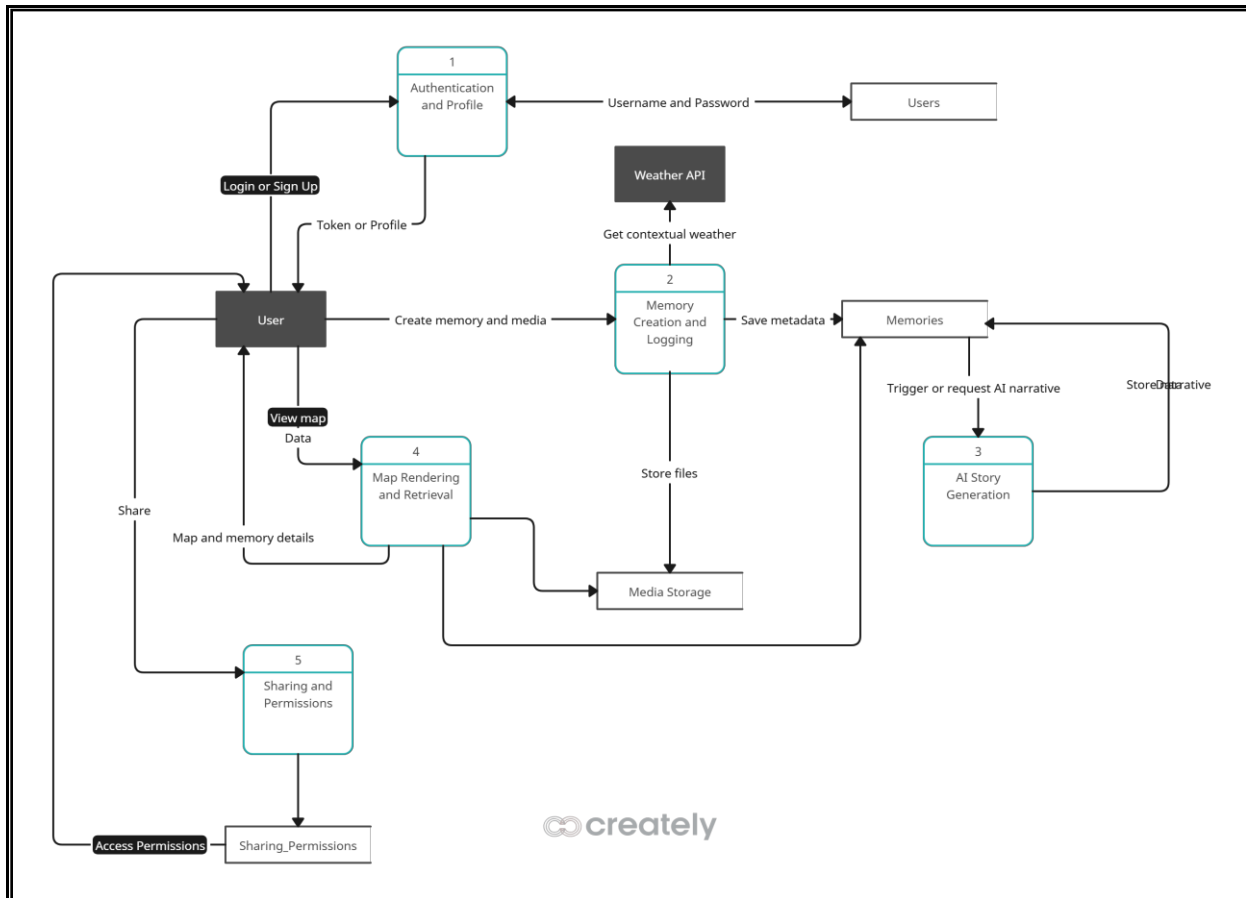 1
Authentication
and Profile
Username and Password
Users
Weather API
Login or Sign Up
Token or Profile
Get contextual weather
2
Memory
Creation and
Logging
User
Create memory and media
Save metadata
Memories
Trigger or request AI narrative
Store narrative
Data
View map
Data
4
Map Rendering
and Retrieval
3
AI Story
Generation
Store files
Share
Map and memory details
Media Storage
5
Sharing and
Permissions
creately
Access Permissions
Sharing_Permissions